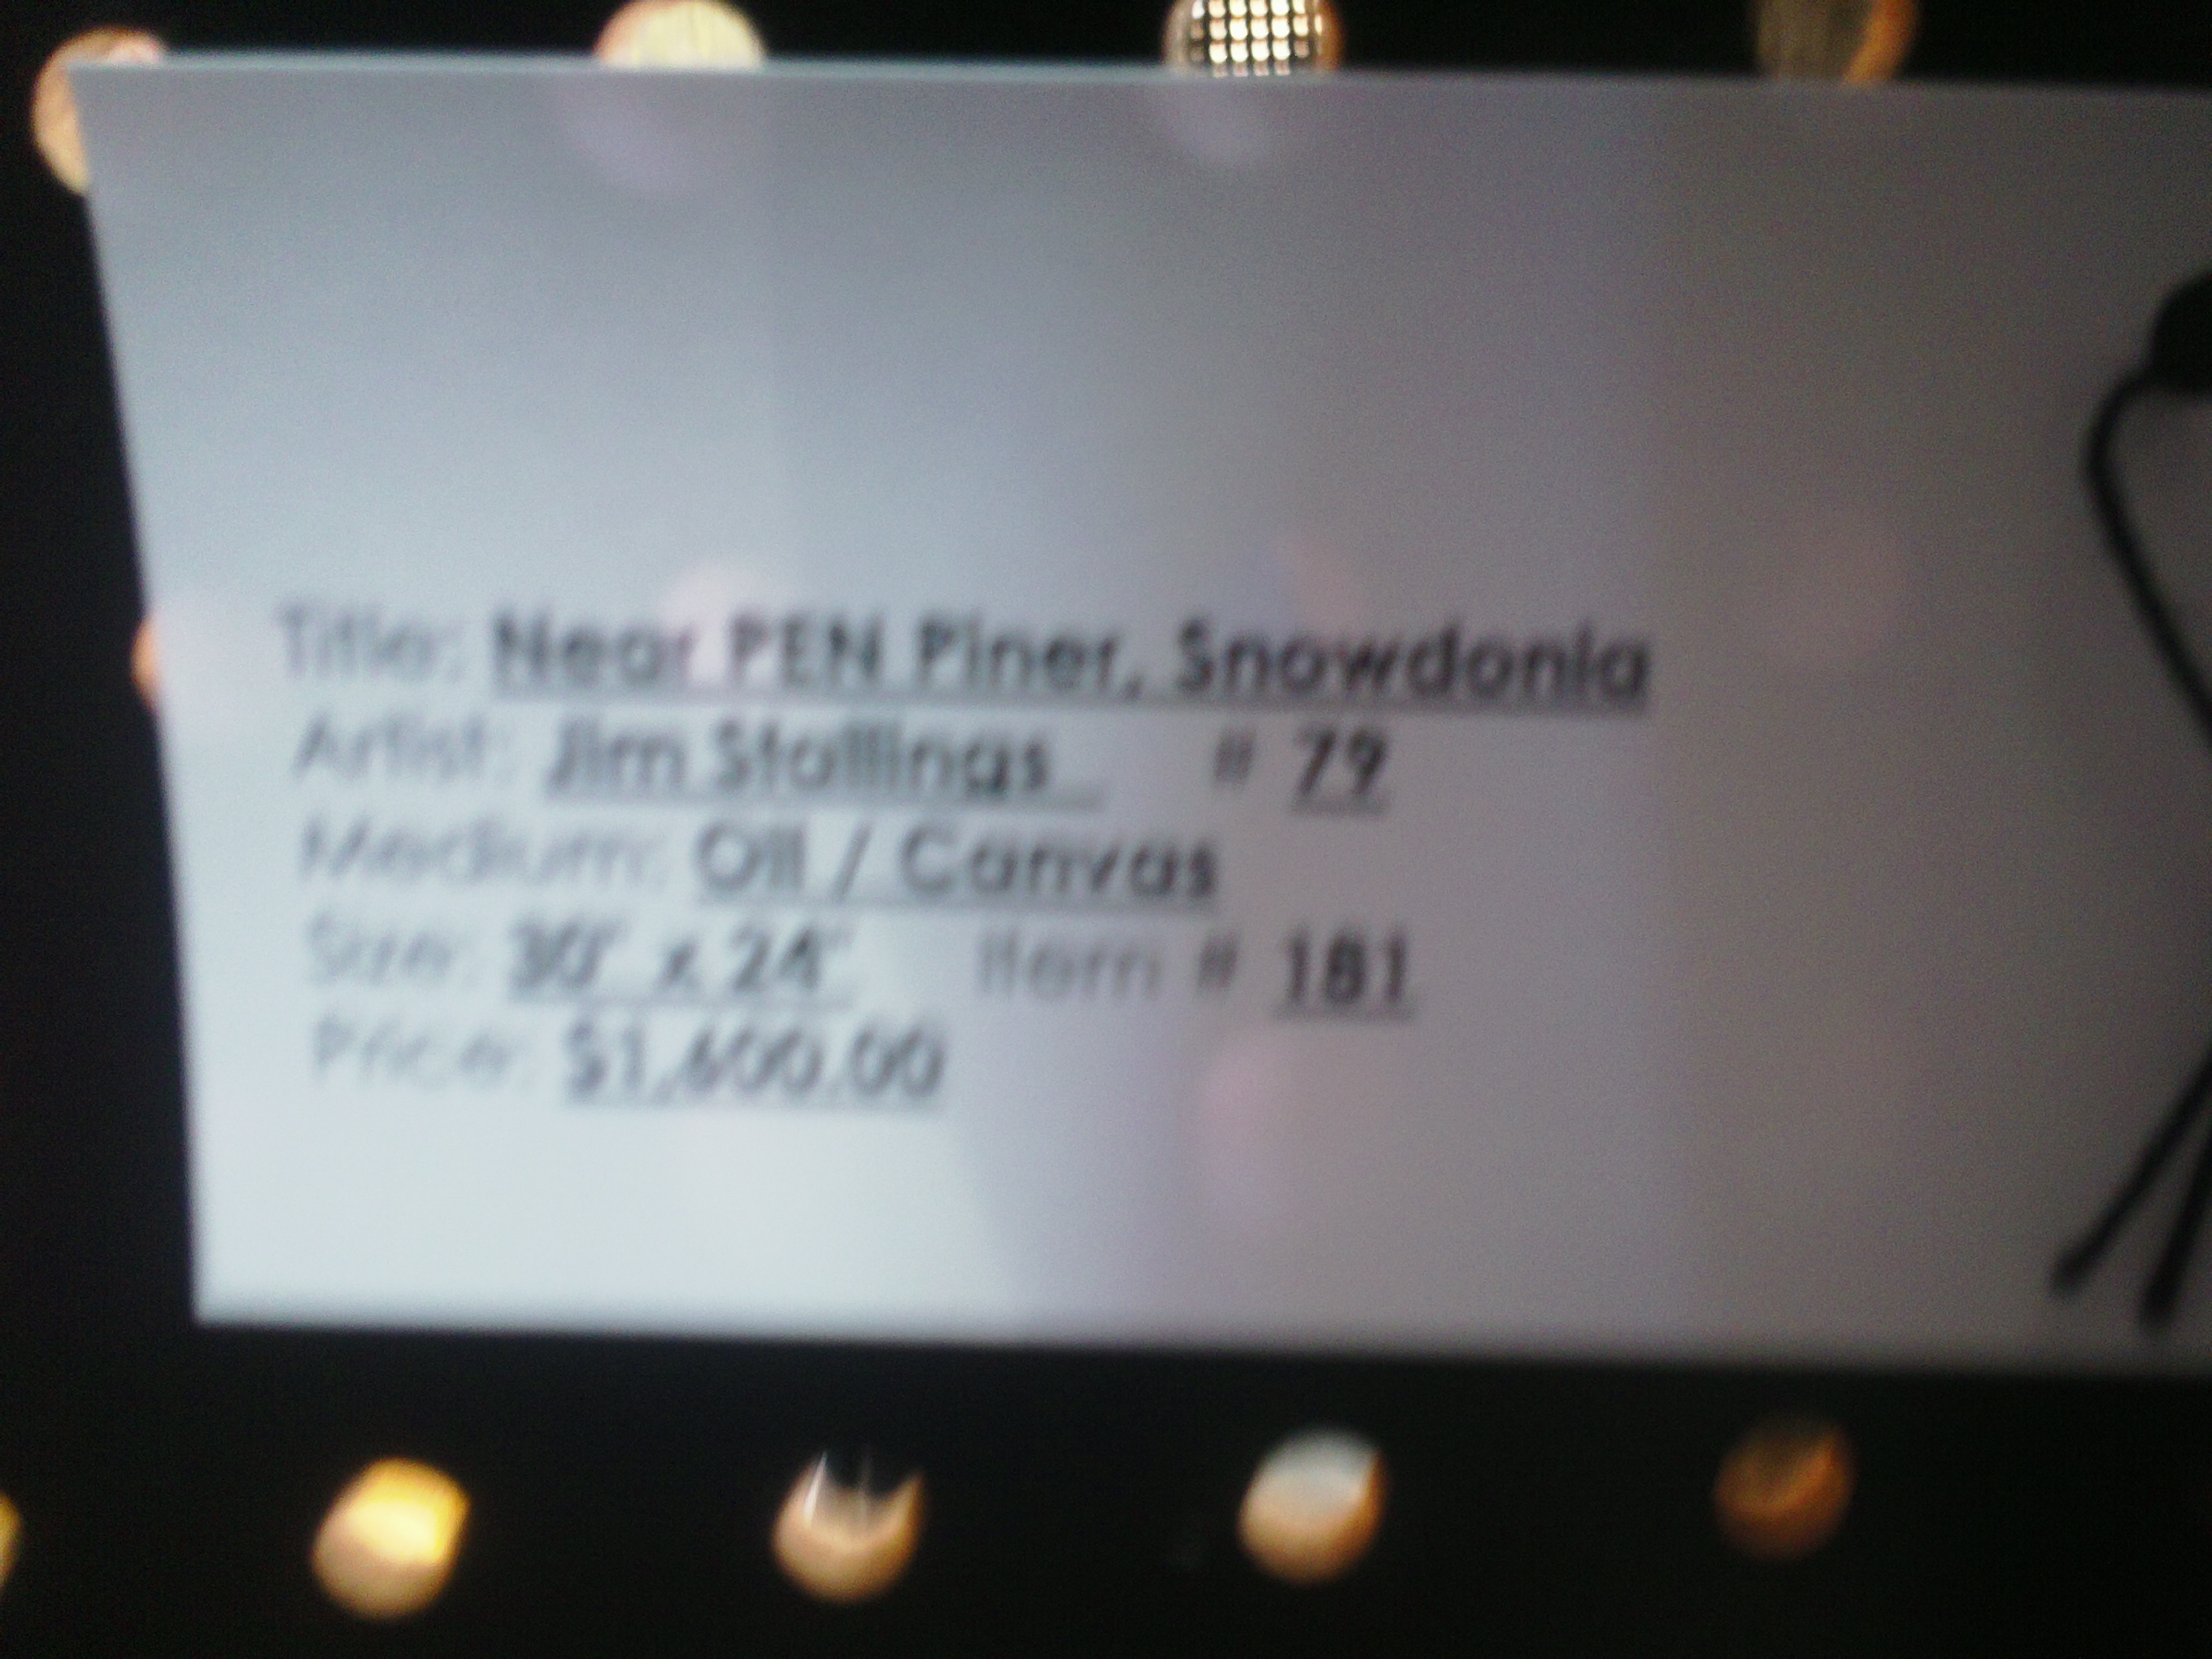 Title: Near PEN Piner, Snowdonia
Artist: Jim Stallings # 79
Medium: Oil / Canvas
Size: 30" x 24" Item # 181
Price: $1,600.00